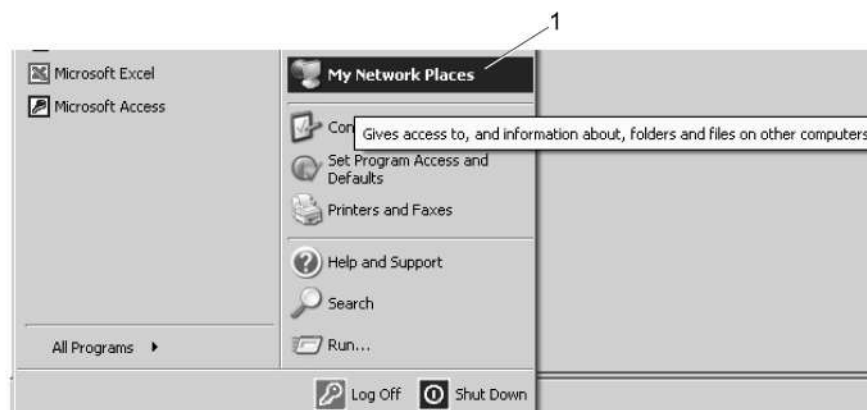 1
Microsoft Excel
Microsoft Access
My Network Places
Con
Gives access to, and information about, folders and files on other computers
Set Program Access and
Defaults
Printers and Faxes
Help and Support
Search
Run...
All Programs
Log Off
Shut Down